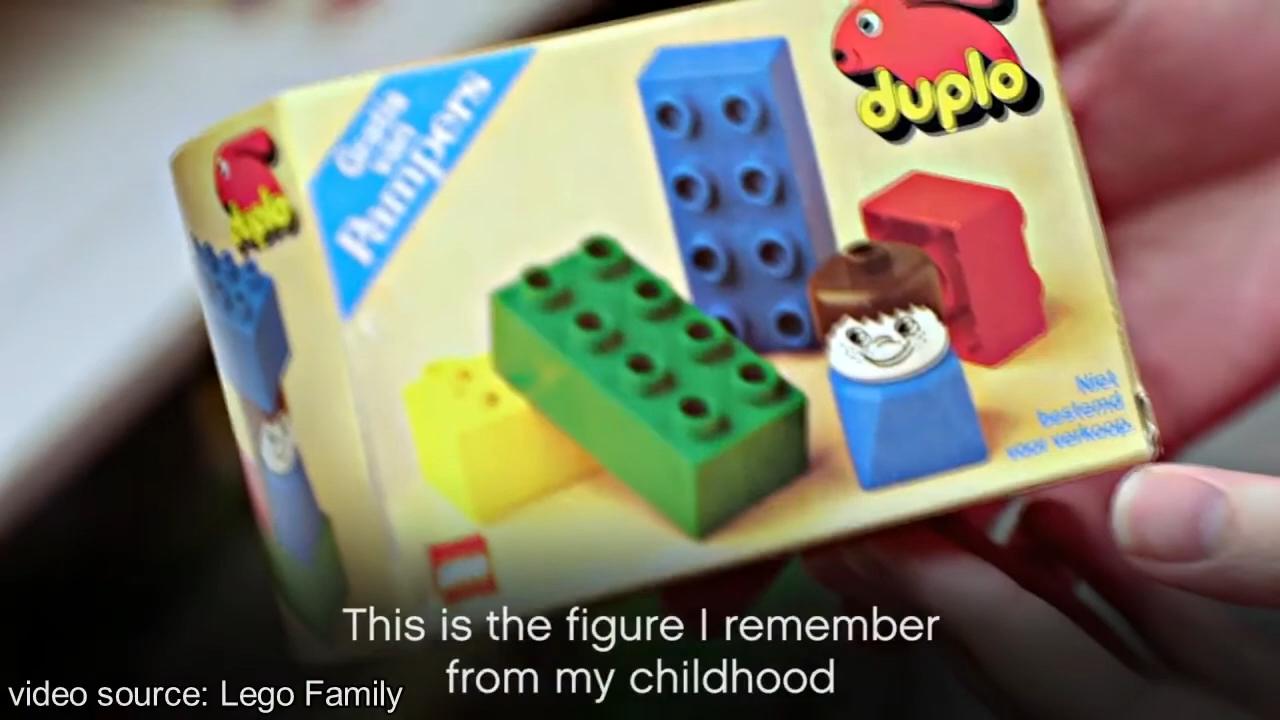 duplo
duplo
Gratis
van
Pampers
Niet
bestemd
voor verkoop.
This is the figure I remember
from my childhood
video source: Lego Family